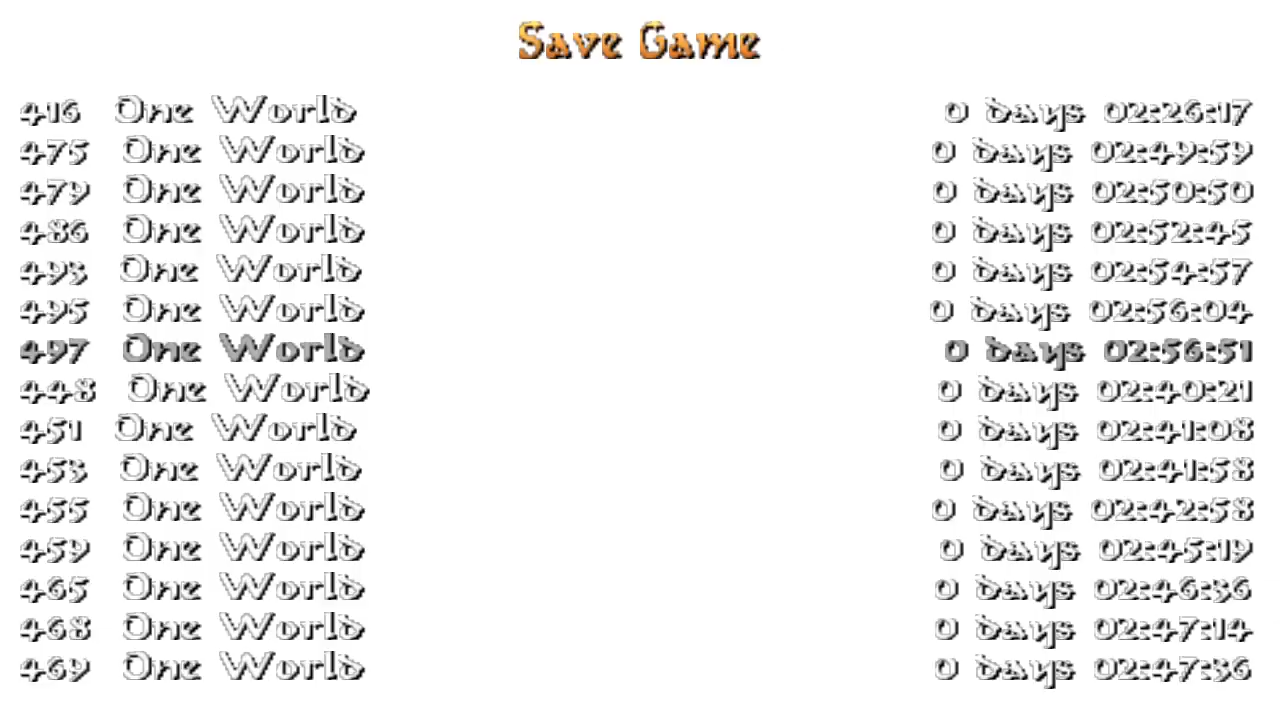 Save Game
416 One World 0 days 02:26:17
475 One World 0 days 02:49:59
479 One World 0 days 02:50:50
486 One World 0 days 02:52:45
493 One World 0 days 02:54:57
495 One World 0 days 02:56:04
497 One World 0 days 02:56:51
448 One World 0 days 02:40:21
451 One World 0 days 02:41:08
453 One World 0 days 02:41:58
455 One World 0 days 02:42:58
459 One World 0 days 02:45:19
465 One World 0 days 02:46:36
468 One World 0 days 02:47:14
469 One World 0 days 02:47:36